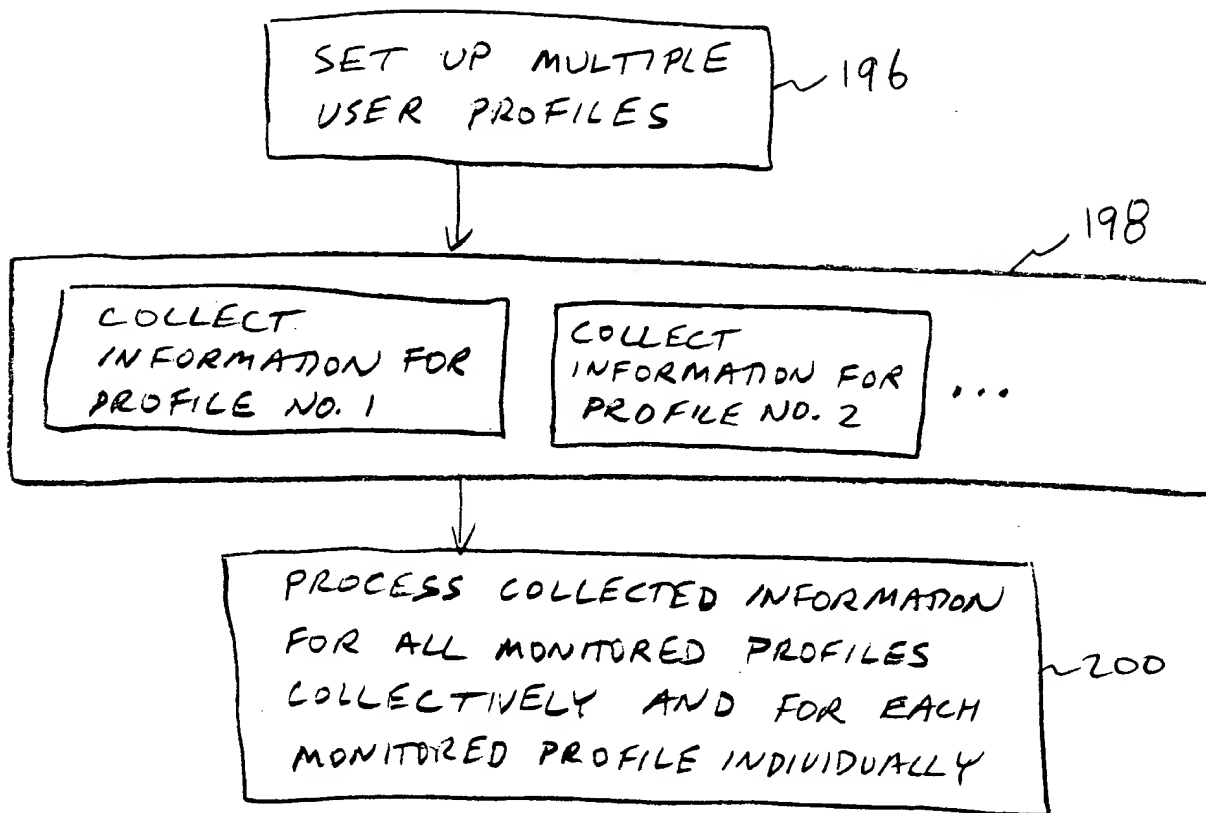 SET UP MULTIPLE
USER PROFILES
196
198
COLLECT
INFORMATION FOR
PROFILE NO. 1
COLLECT
INFORMATION FOR
PROFILE NO. 2
...
PROCESS COLLECTED INFORMATION
FOR ALL MONITORED PROFILES
COLLECTIVELY AND FOR EACH
MONITORED PROFILE INDIVIDUALLY
200